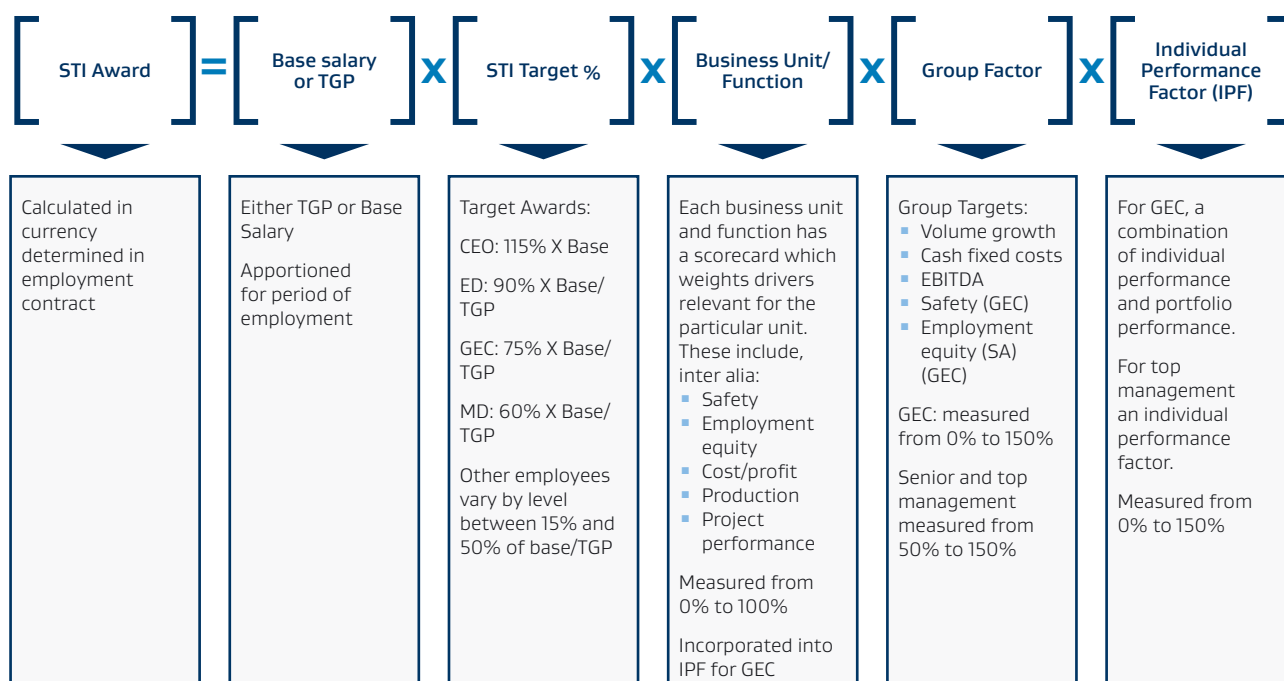 STI Award
=
Base salary
or TGP
X
STI Target %
X
Business Unit/
Function
X
Group Factor
X
Individual
Performance
Factor (IPF)
Calculated in
currency
determined in
employment
contract
Either TGP or Base
Salary
Apportioned
for period of
employment
Target Awards:
CEO: 115% X Base
ED: 90% X Base/
TGP
GEC: 75% X Base/
TGP
MD: 60% X Base/
TGP
Other employees
vary by level
between 15% and
50% of base/TGP
Each business unit
and function has
a scorecard which
weights drivers
relevant for the
particular unit.
These include,
inter alia:
▪ Safety
▪ Employment
equity
▪ Cost/profit
▪ Production
▪ Project
performance
Measured from
0% to 100%
Incorporated into
IPF for GEC
Group Targets:
▪ Volume growth
▪ Cash fixed costs
▪ EBITDA
▪ Safety (GEC)
▪ Employment
equity (SA)
(GEC)
GEC: measured
from 0% to 150%
Senior and top
management
measured from
50% to 150%
For GEC, a
combination
of individual
performance
and portfolio
performance.
For top
management
an individual
performance
factor.
Measured from
0% to 150%